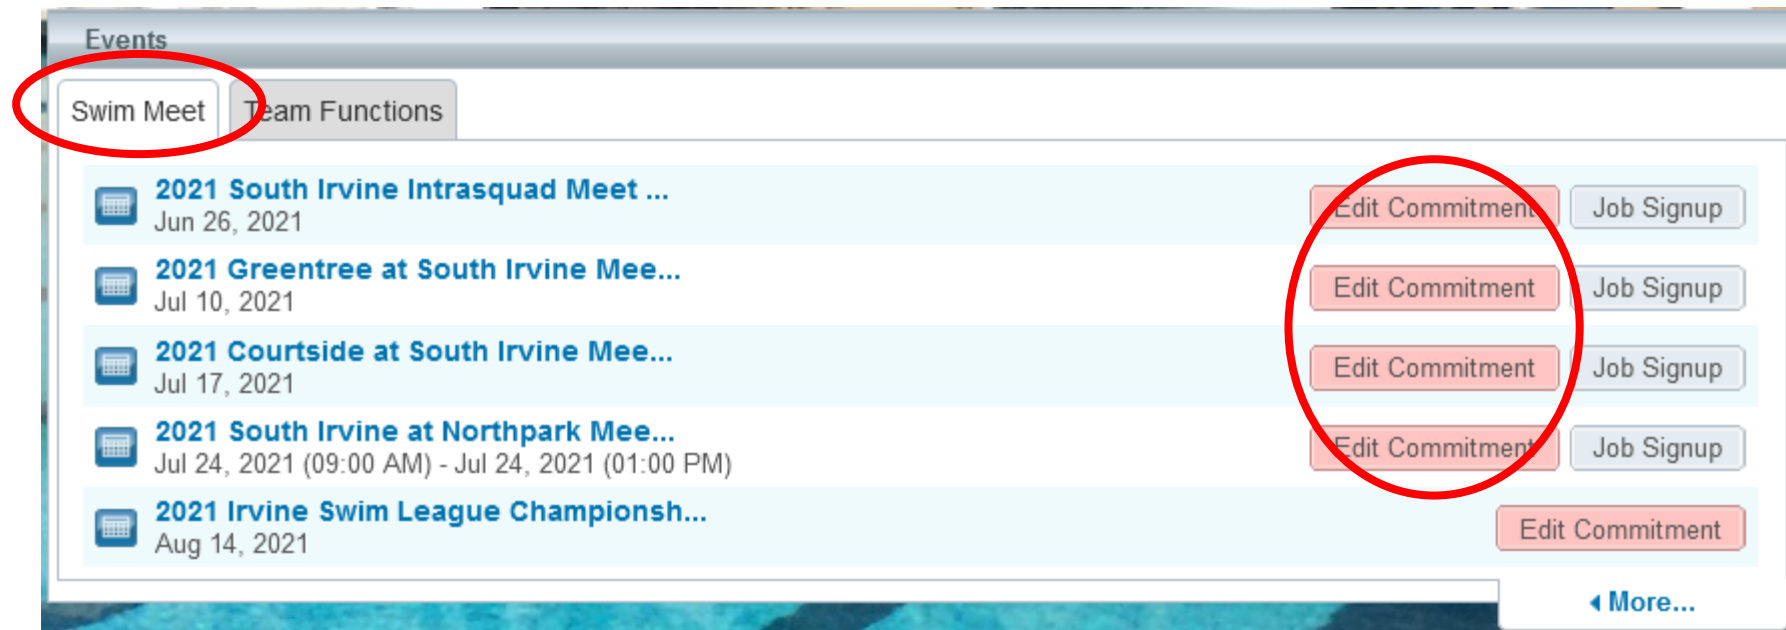 Events
Swim Meet Team Functions
2021 South Irvine Intrasquad Meet ...
Jun 26, 2021
Edit Commitment Job Signup
2021 Greentree at South Irvine Mee...
Jul 10, 2021
Edit Commitment Job Signup
2021 Courtside at South Irvine Mee...
Jul 17, 2021
Edit Commitment Job Signup
2021 South Irvine at Northpark Mee...
Jul 24, 2021 (09:00 AM) - Jul 24, 2021 (01:00 PM)
Edit Commitment Job Signup
2021 Irvine Swim League Championsh...
Aug 14, 2021
Edit Commitment
More...